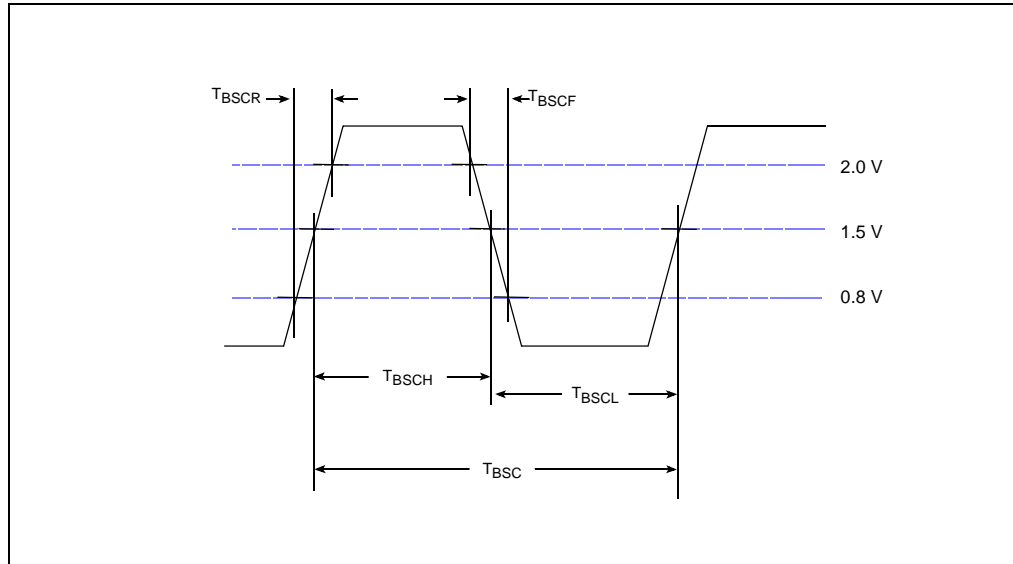 TBSCR
TBSCF
2.0 V
1.5 V
0.8 V
TBSCH
TBSCL
TBSC